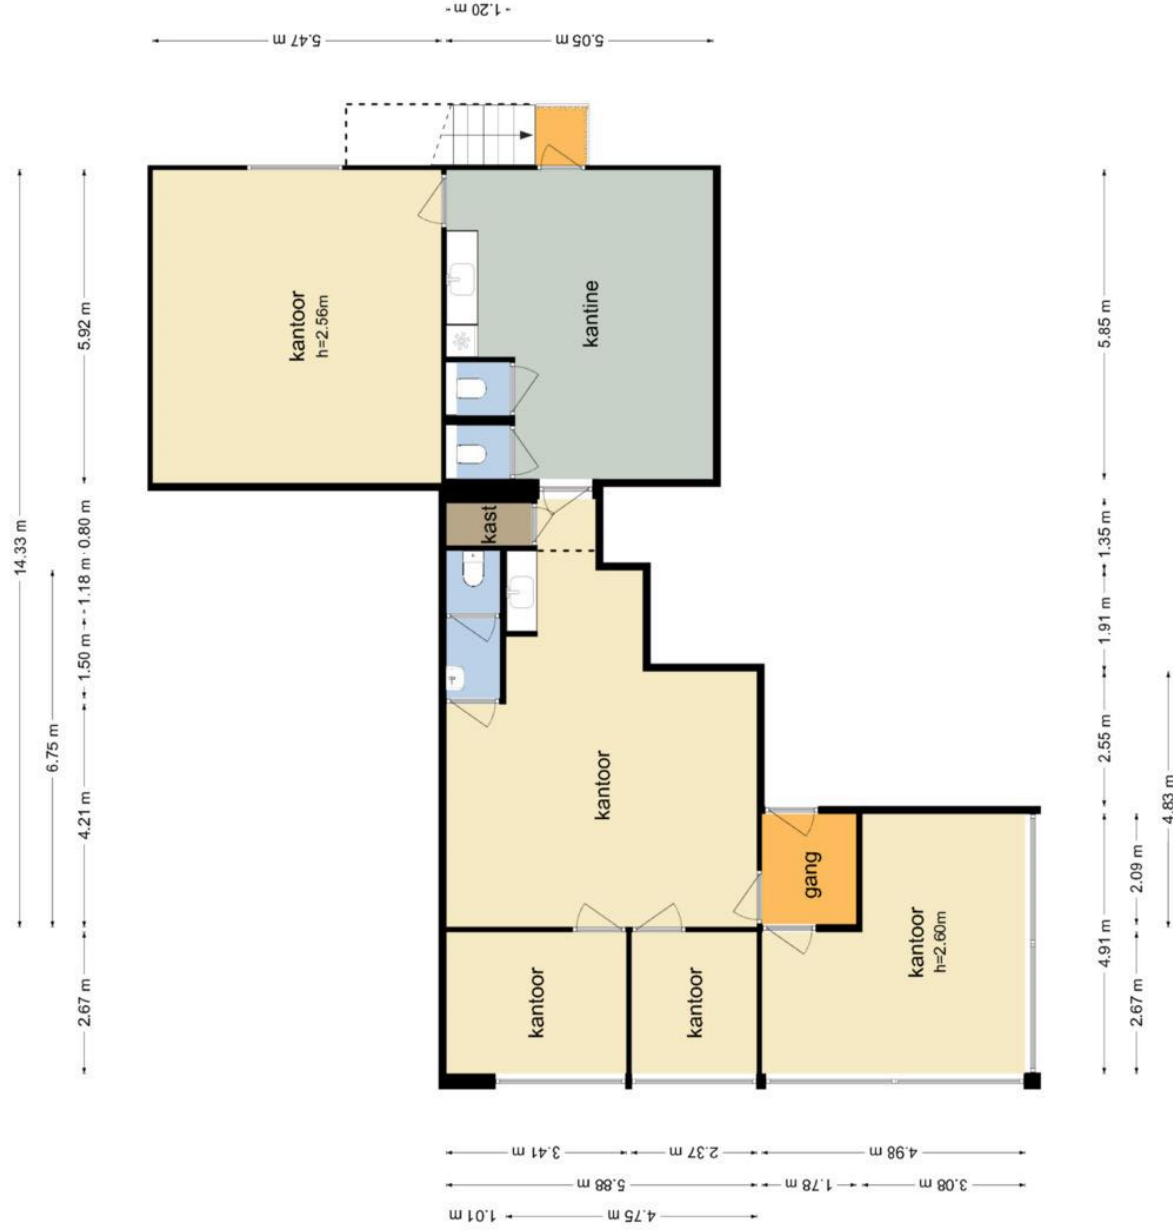 1.20 m
5.47 m
5.05 m
kantoor
h=2.56m
kantine
kast
kantoor
gang
kantoor
h=2.60m
kantoor
kantoor
14.33 m
6.75 m
5.92 m
0.80 m
1.18 m
1.50 m
4.21 m
2.67 m
5.85 m
1.35 m
1.91 m
2.55 m
4.91 m
2.09 m
2.67 m
4.83 m
3.41 m
2.37 m
4.98 m
5.88 m
1.78 m
3.08 m
1.01 m
4.75 m